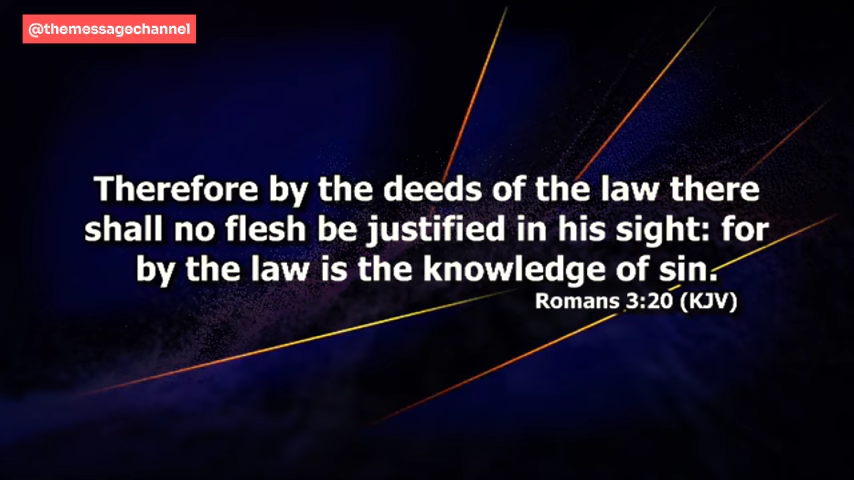 @themessagechannel
Therefore by the deeds of the law there
shall no flesh be justified in his sight: for
by the law is the knowledge of sin.
Romans 3:20 (KJV)